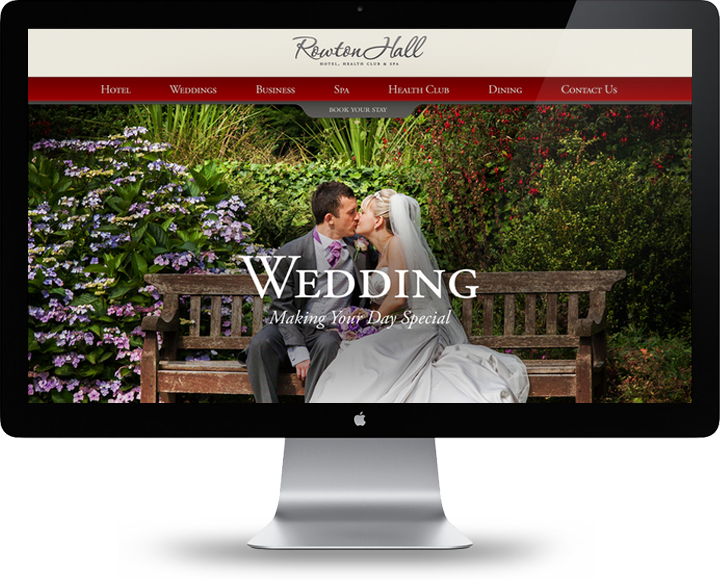 Rowton Hall
HOTEL, HEALTH CLUB & SPA
HOTEL WEDDINGS BUSINESS SPA HEALTH CLUB DINING CONTACT US
BOOK YOUR STAY
WEDDING
Making Your Day Special